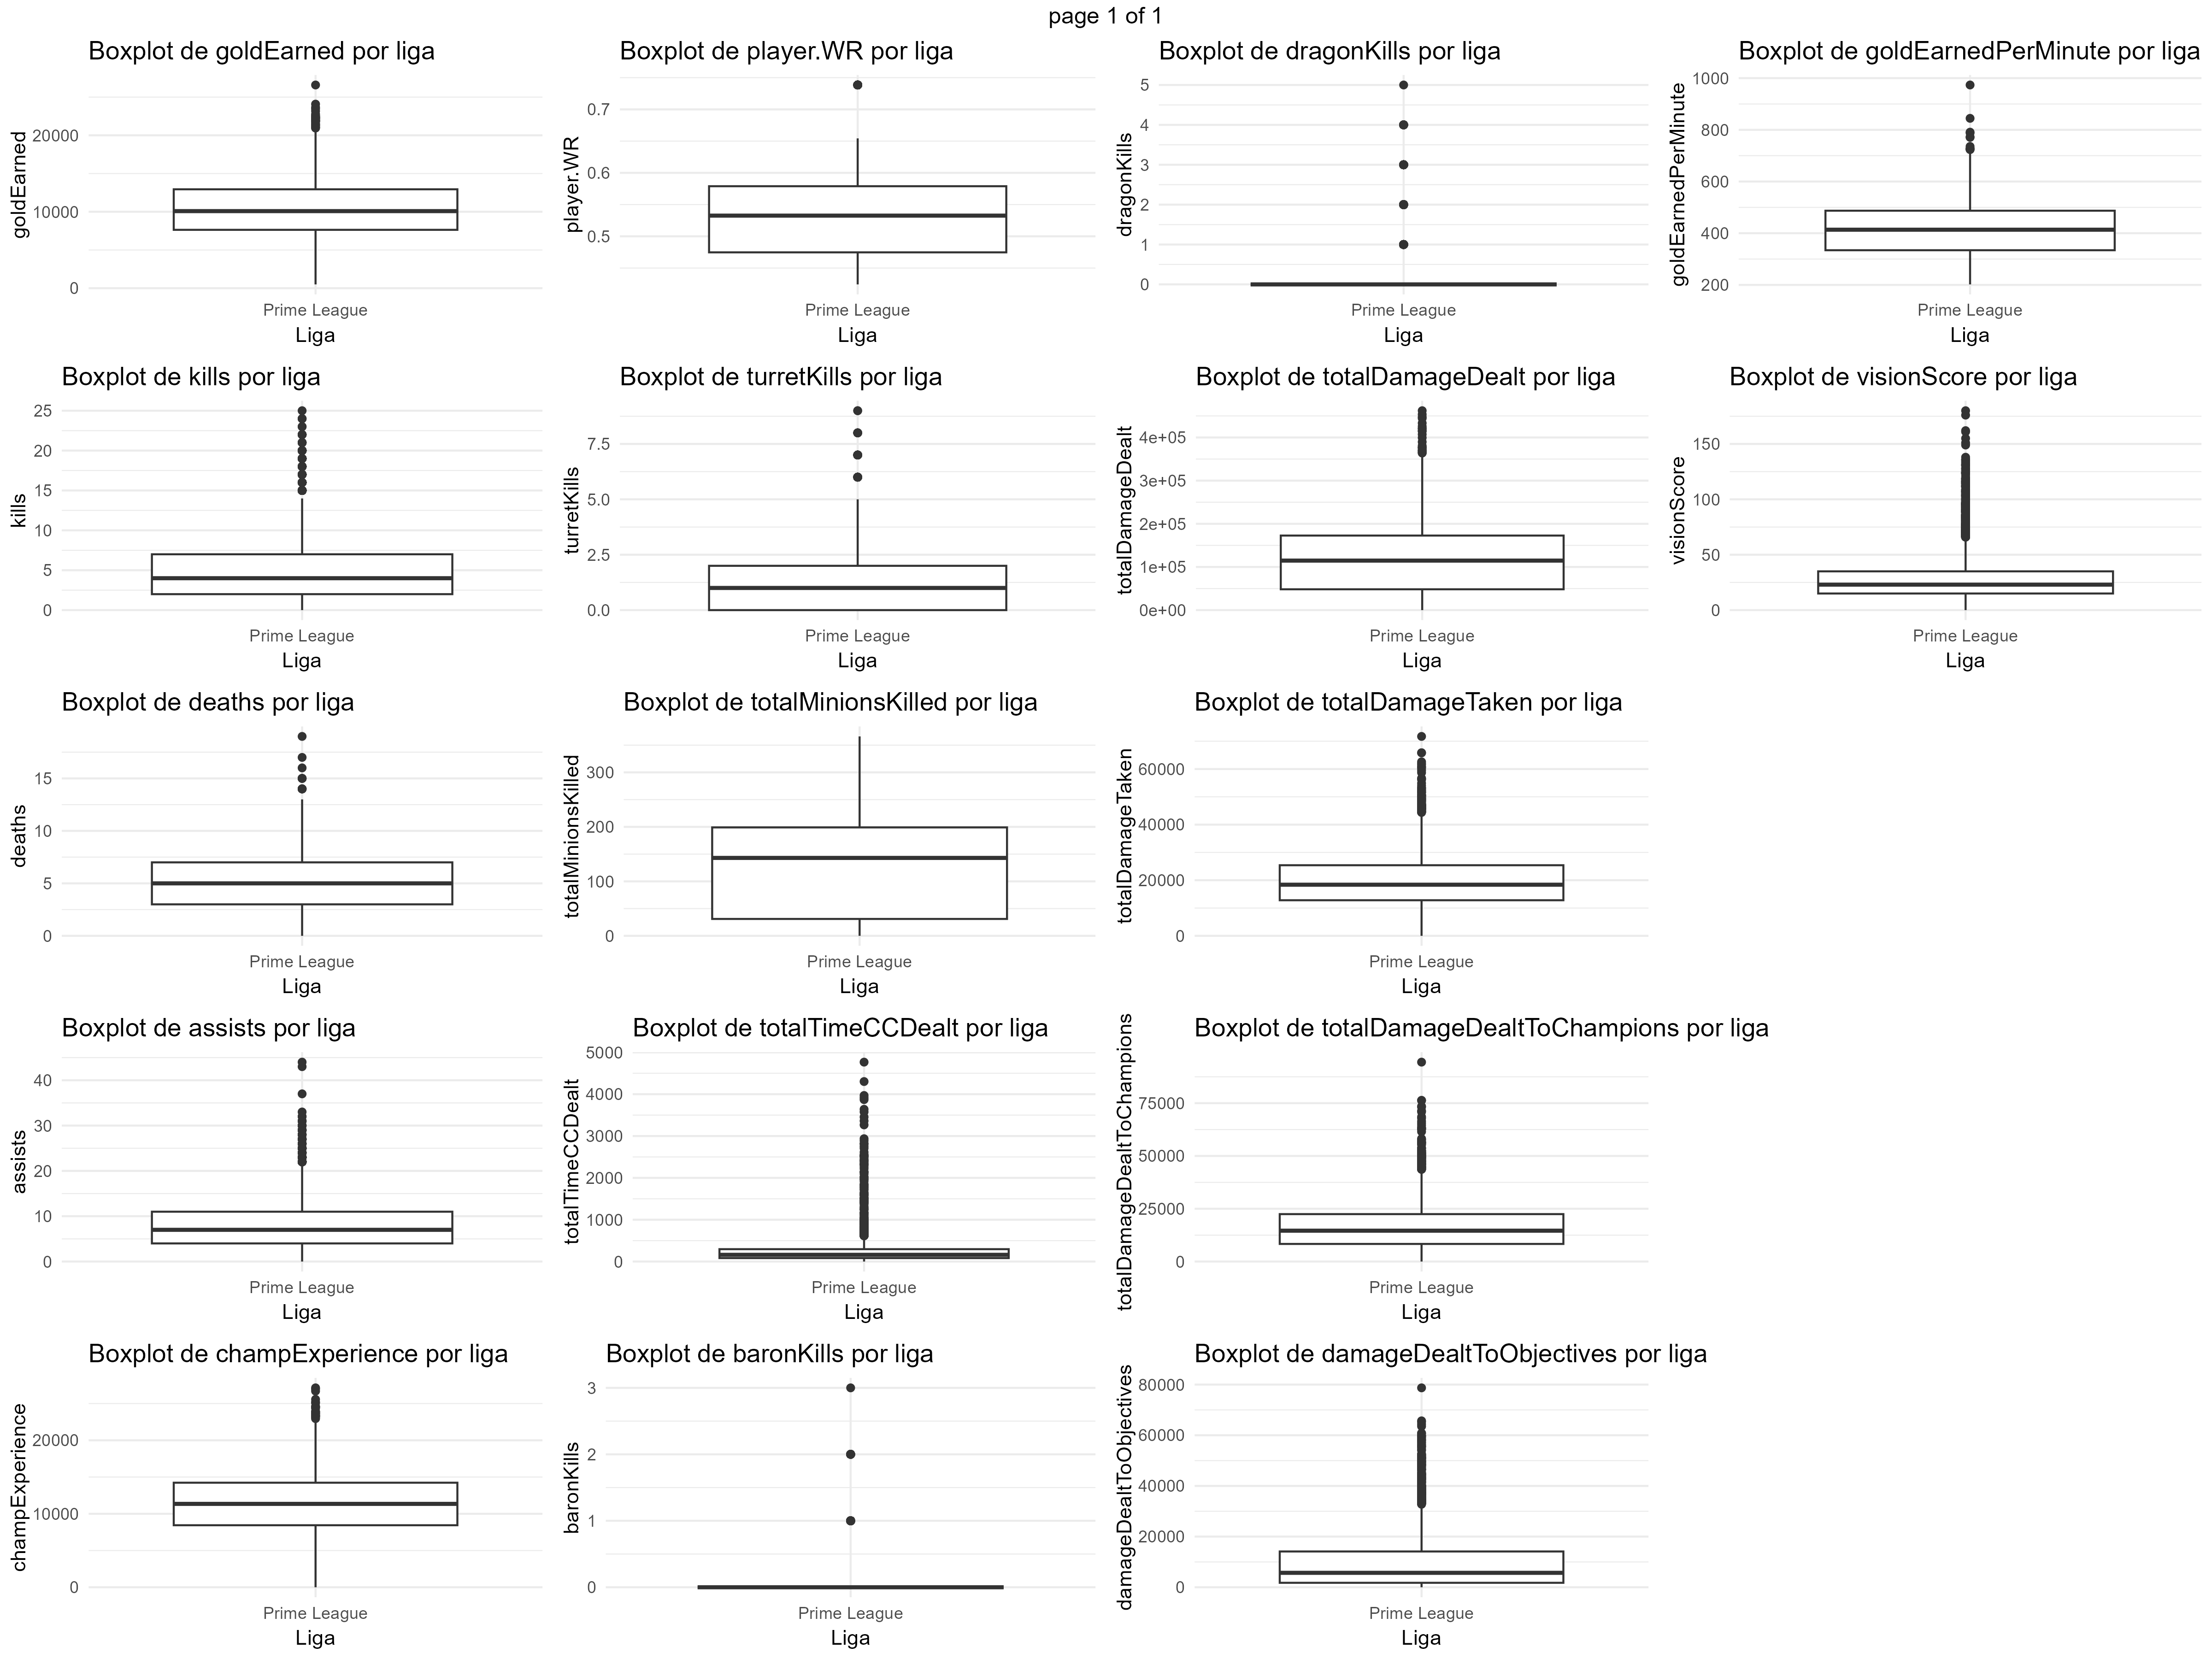 page 1 of 1
Boxplot de goldEarned por liga
goldEarned
20000
10000
0
Prime League
Liga
Boxplot de player.WR por liga
player.WR
0.7
0.6
0.5
Prime League
Liga
Boxplot de dragonKills por liga
dragonKills
5
4
3
2
1
0
Prime League
Liga
Boxplot de goldEarnedPerMinute por liga
goldEarnedPerMinute
1000
800
600
400
200
Prime League
Liga
Boxplot de kills por liga
kills
25
20
15
10
5
0
Prime League
Liga
Boxplot de turretKills por liga
turretKills
7.5
5.0
2.5
0.0
Prime League
Liga
Boxplot de totalDamageDealt por liga
totalDamageDealt
4e+05
3e+05
2e+05
1e+05
0e+00
Prime League
Liga
Boxplot de visionScore por liga
visionScore
150
100
50
0
Prime League
Liga
Boxplot de deaths por liga
deaths
15
10
5
0
Prime League
Liga
Boxplot de totalMinionsKilled por liga
totalMinionsKilled
300
200
100
0
Prime League
Liga
Boxplot de totalDamageTaken por liga
totalDamageTaken
60000
40000
20000
0
Prime League
Liga
Boxplot de assists por liga
assists
40
30
20
10
0
Prime League
Liga
Boxplot de totalTimeCCDealt por liga
totalTimeCCDealt
5000
4000
3000
2000
1000
0
Prime League
Liga
Boxplot de totalDamageDealtToChampions por liga
totalDamageDealtToChampions
75000
50000
25000
0
Prime League
Liga
Boxplot de champExperience por liga
champExperience
20000
10000
0
Prime League
Liga
Boxplot de baronKills por liga
baronKills
3
2
1
0
Prime League
Liga
Boxplot de damageDealtToObjectives por liga
damageDealtToObjectives
80000
60000
40000
20000
0
Prime League
Liga